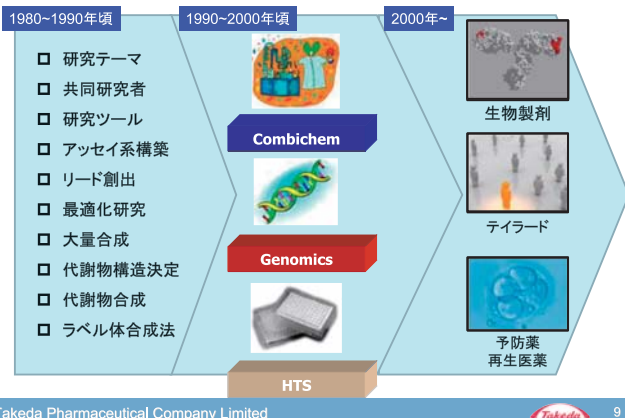 1980~1990年頃
1990~2000年頃
2000年~
研究テーマ
共同研究者
研究ツール
アッセイ系構築
リード創出
最適化研究
大量合成
代謝物構造決定
代謝物合成
ラベル体合成法
Combichem
Genomics
HTS
生物製剤
テイラード
予防薬
再生医薬
Takeda Pharmaceutical Company Limited
Takeda
9